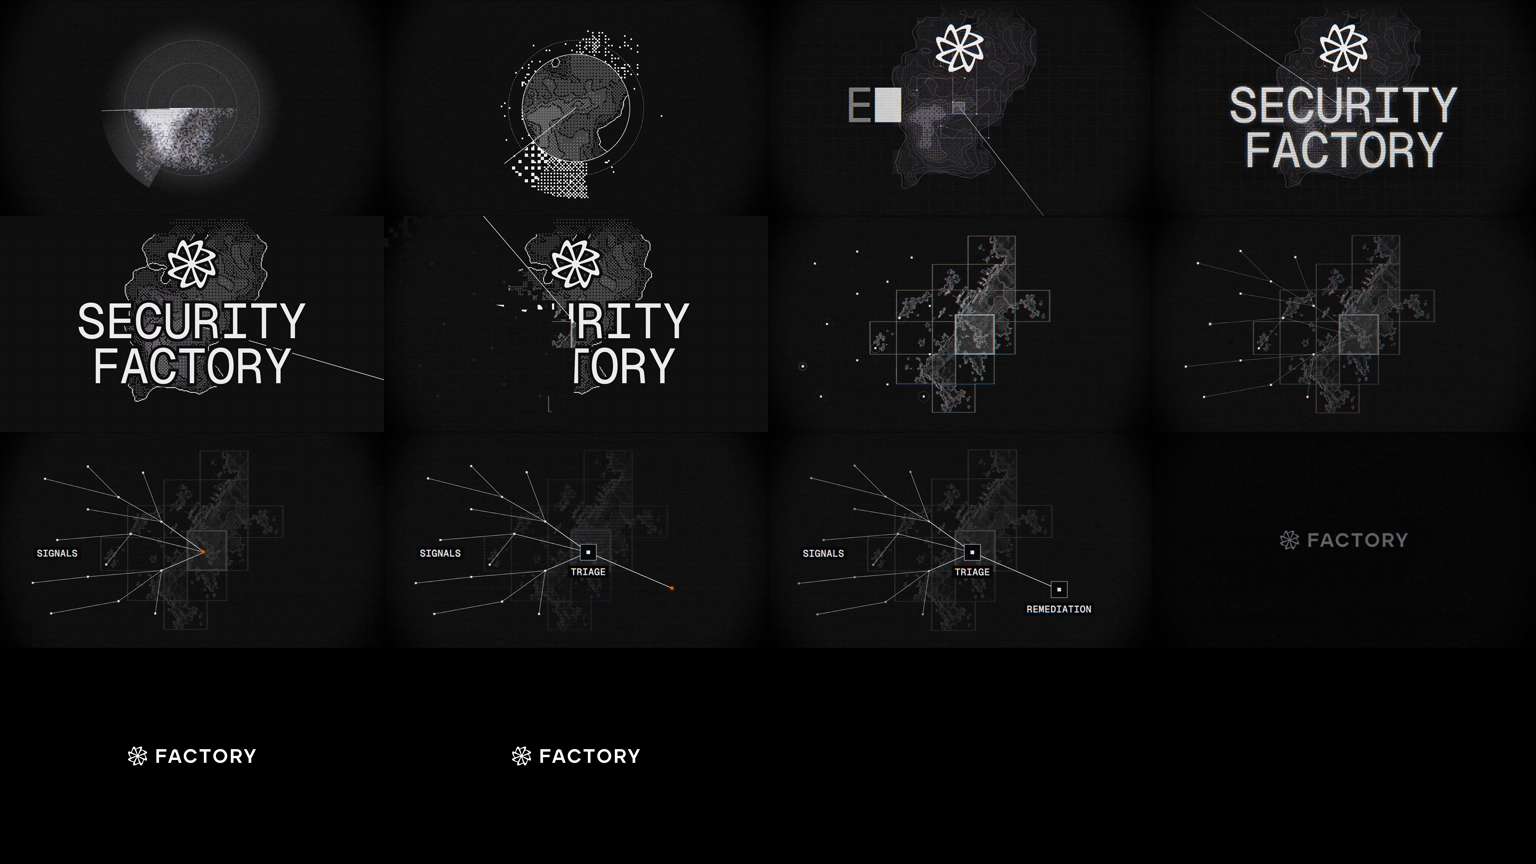 E
SECURITY
FACTORY
SECURITY
FACTORY
RITY
TORY
SIGNALS
SIGNALS
TRIAGE
SIGNALS
TRIAGE
REMEDIATION
FACTORY
FACTORY
FACTORY